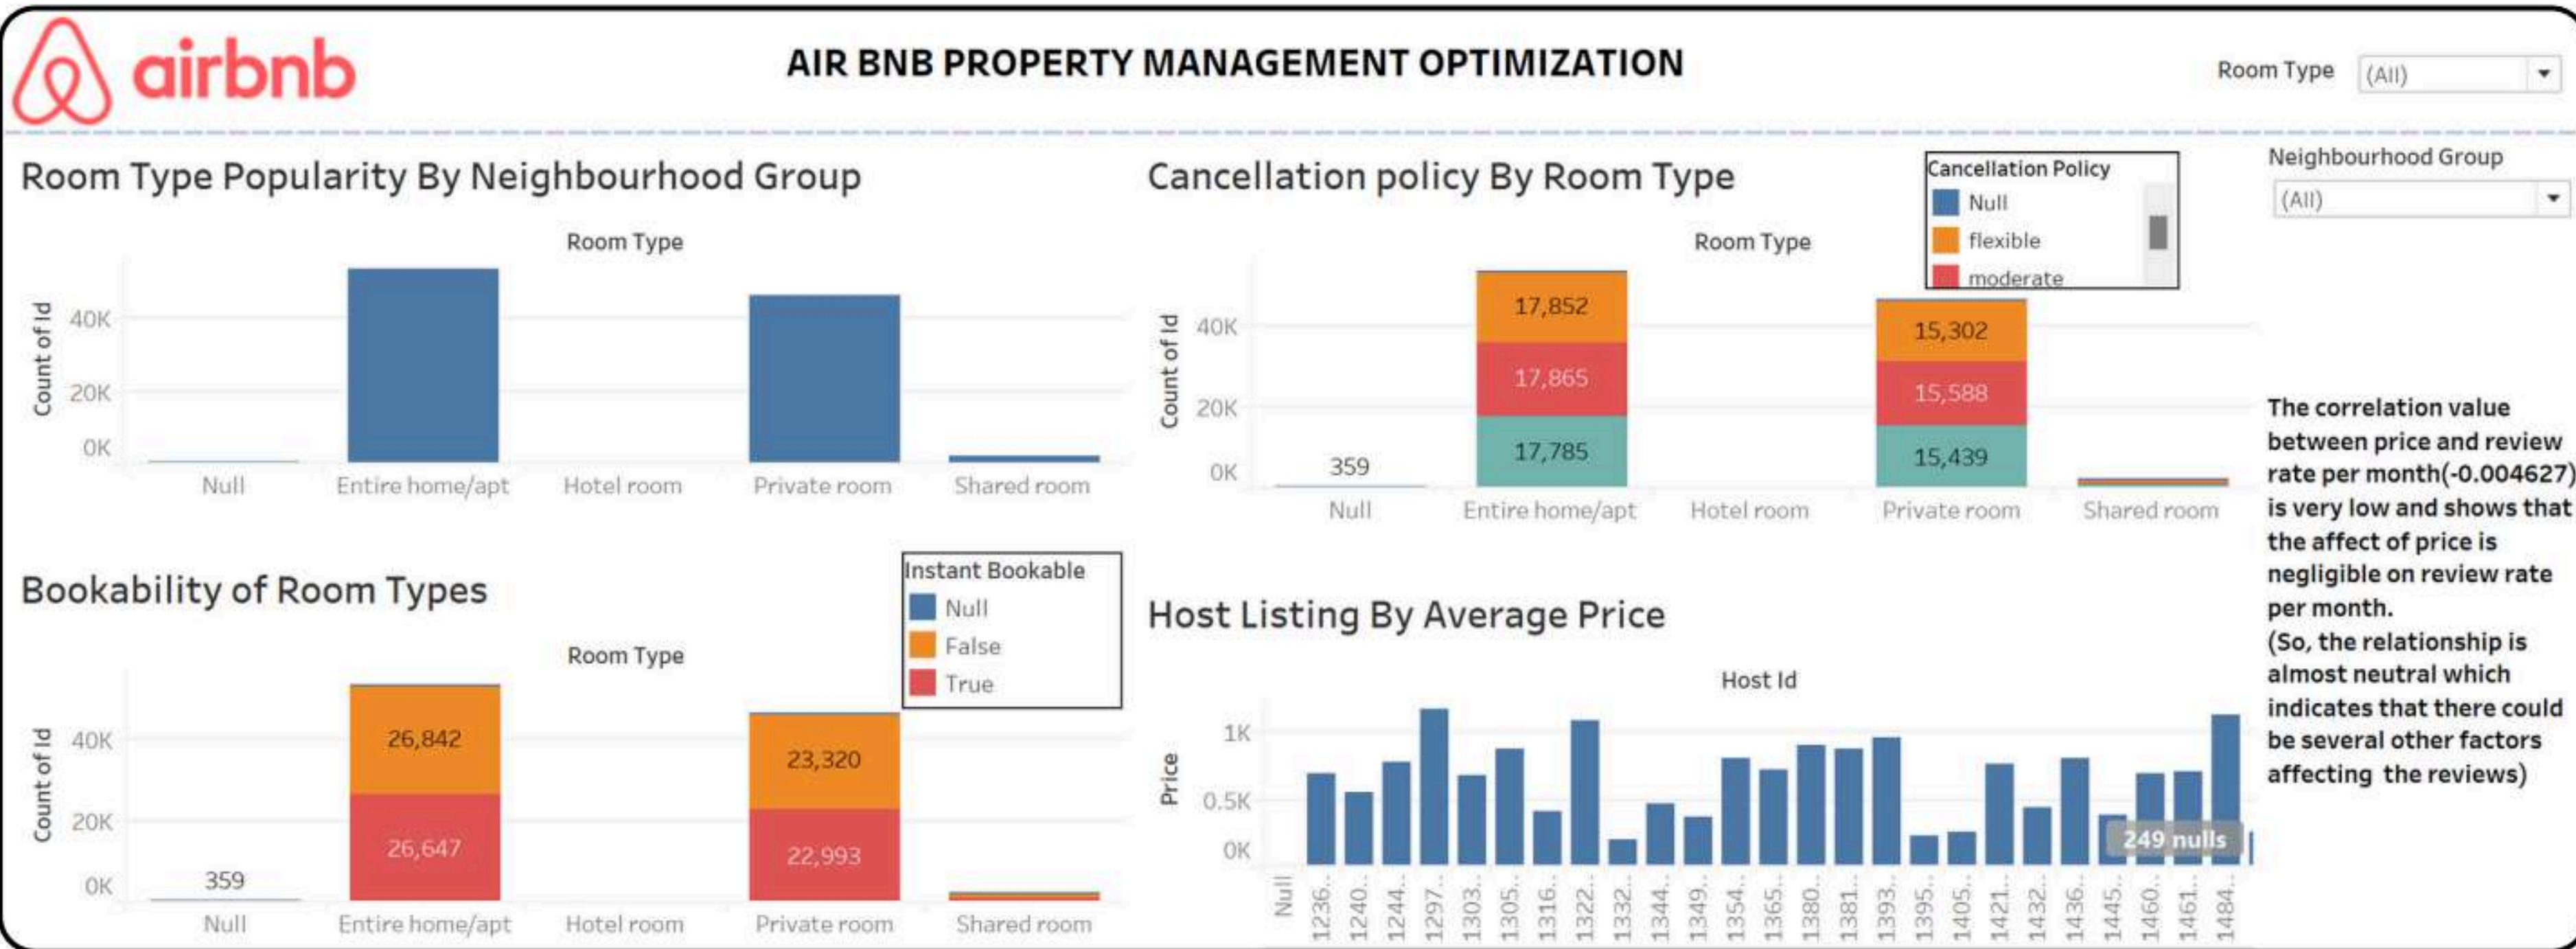 airbnb
AIR BNB PROPERTY MANAGEMENT OPTIMIZATION
Room Type
(All)
Room Type Popularity By Neighbourhood Group
Room Type
Count of Id
40K
20K
0K
Null
Entire home/apt
Hotel room
Private room
Shared room
Cancellation policy By Room Type
Cancellation Policy
Null
flexible
moderate
Room Type
Count of Id
40K
20K
0K
359
17,852
17,865
17,785
15,302
15,588
15,439
Null
Entire home/apt
Hotel room
Private room
Shared room
Neighbourhood Group
(All)
The correlation value
between price and review
rate per month(-0.004627)
is very low and shows that
the affect of price is
negligible on review rate
per month.
(So, the relationship is
almost neutral which
indicates that there could
be several other factors
affecting the reviews)
Bookability of Room Types
Instant Bookable
Null
False
True
Room Type
Count of Id
40K
20K
0K
359
26,842
26,647
23,320
22,993
Null
Entire home/apt
Hotel room
Private room
Shared room
Host Listing By Average Price
Host Id
Price
1K
0.5K
0K
249 nulls
Null
1236..
1240..
1244..
1297..
1303..
1305..
1316..
1322..
1332..
1344..
1349..
1354..
1365..
1380..
1381..
1393..
1395..
1405..
1421..
1432..
1436..
1445..
1460..
1461..
1484..